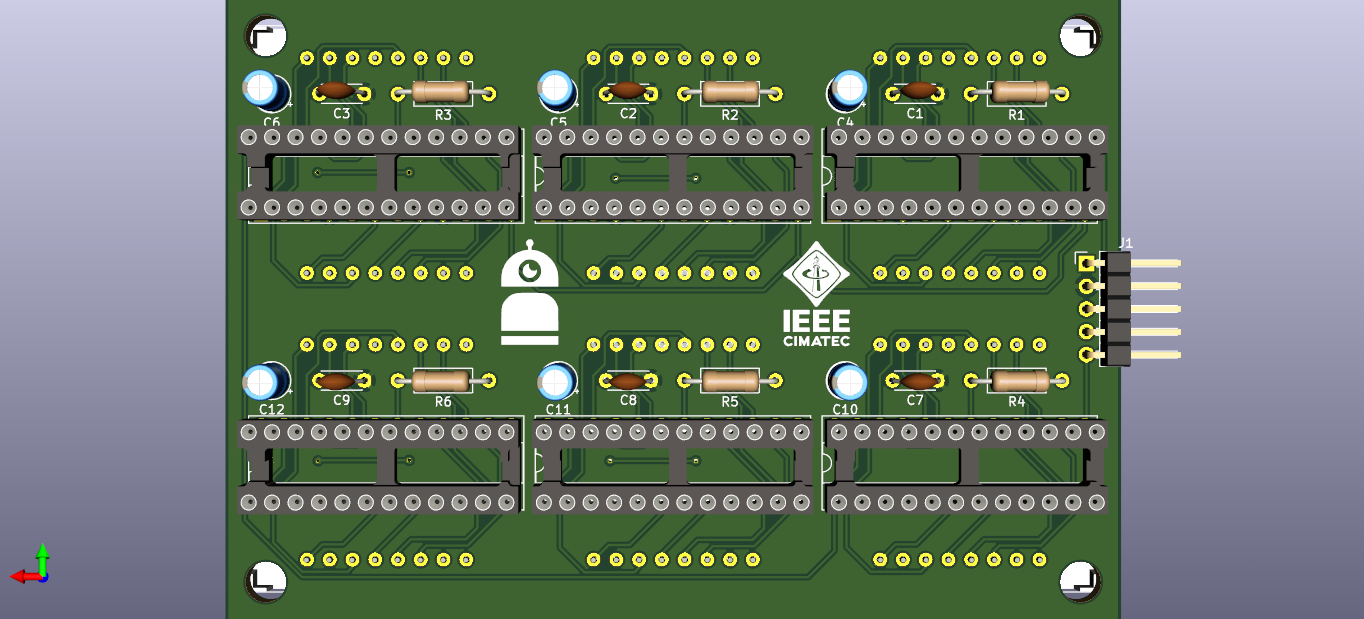 C6 C3 R3 C5 C2 R2 C4 C1 R1
J1
IEEE
CIMATEC
C12 C9 R6 C11 C8 R5 C10 C7 R4